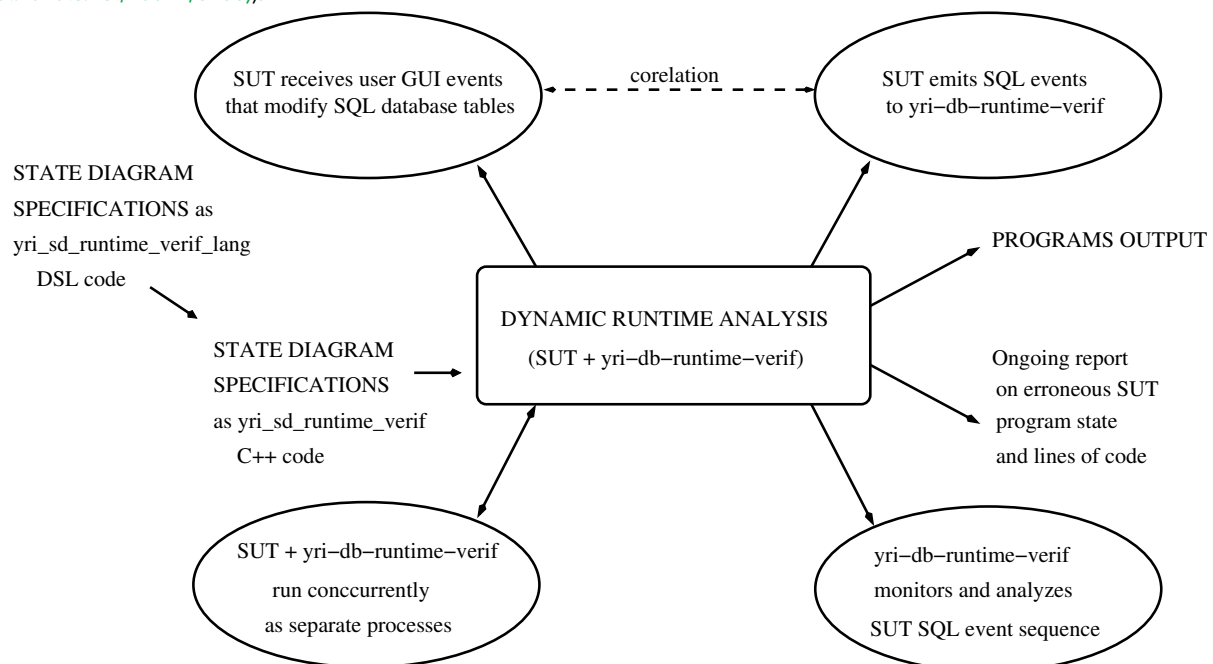 SUT receives user GUI events
that modify SQL database tables
corelation
SUT emits SQL events
to yri−db−runtime−verif
STATE DIAGRAM
SPECIFICATIONS as
yri_sd_runtime_verif_lang
DSL code
PROGRAMS OUTPUT
DYNAMIC RUNTIME ANALYSIS
(SUT + yri−db−runtime−verif)
STATE DIAGRAM
SPECIFICATIONS
as yri_sd_runtime_verif
C++ code
Ongoing report
on erroneous SUT
program state
and lines of code
SUT + yri−db−runtime−verif
run conccurrently
as separate processes
yri−db−runtime−verif
monitors and analyzes
SUT SQL event sequence